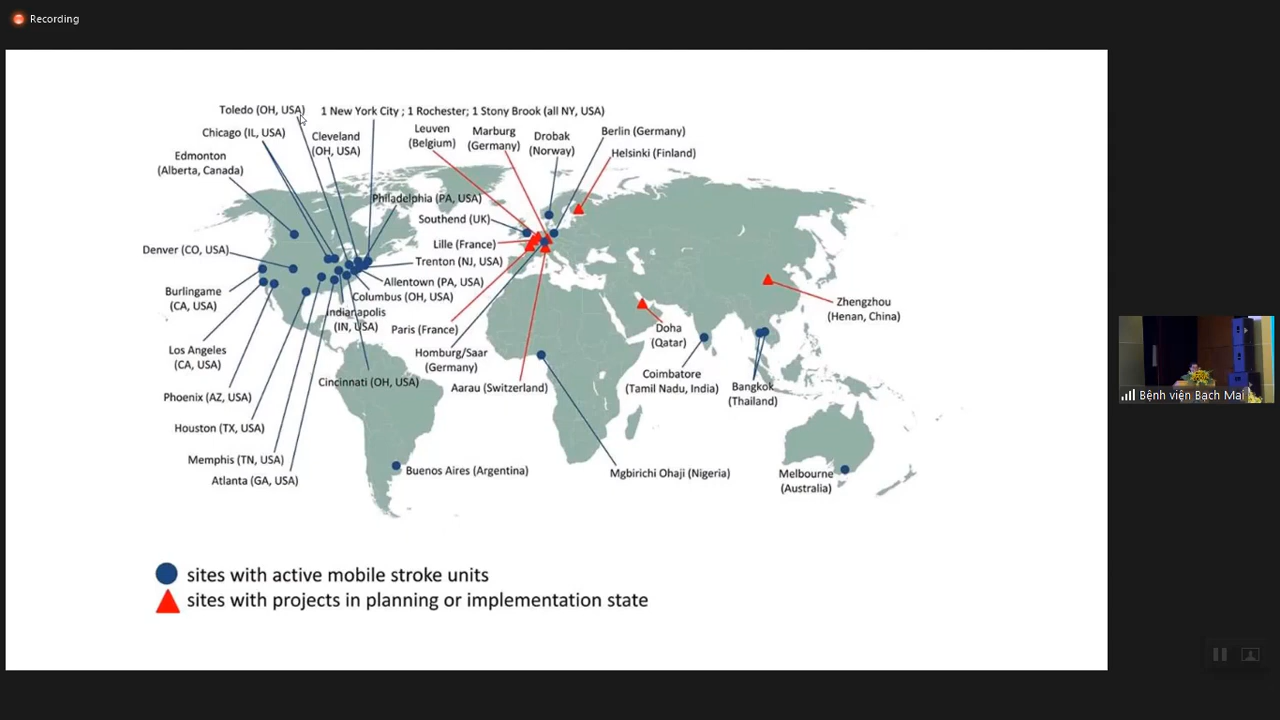 Recording
Toledo (OH, USA)
1 New York City ; 1 Rochester; 1 Stony Brook (all NY, USA)
Chicago (IL, USA)
Cleveland
(OH, USA)
Leuven
(Belgium)
Marburg
(Germany)
Drobak
(Norway)
Berlin (Germany)
Helsinki (Finland)
Edmonton
(Alberta, Canada)
Philadelphia (PA, USA)
Southend (UK)
Denver (CO, USA)
Lille (France)
Trenton (NJ, USA)
Allentown (PA, USA)
Burlingame
(CA, USA)
Columbus (OH, USA)
Indianapolis
(IN, USA)
Paris (France)
Zhengzhou
(Henan, China)
Doha
(Qatar)
Los Angeles
(CA, USA)
Homburg/Saar
(Germany)
Cincinnati (OH, USA)
Aarau (Switzerland)
Coimbatore
(Tamil Nadu, India)
Bangkok
(Thailand)
Phoenix (AZ, USA)
Houston (TX, USA)
Memphis (TN, USA)
Atlanta (GA, USA)
Buenos Aires (Argentina)
Mgbirichi Ohaji (Nigeria)
Melbourne
(Australia)
sites with active mobile stroke units
sites with projects in planning or implementation state
Bệnh viện Bạch Mai